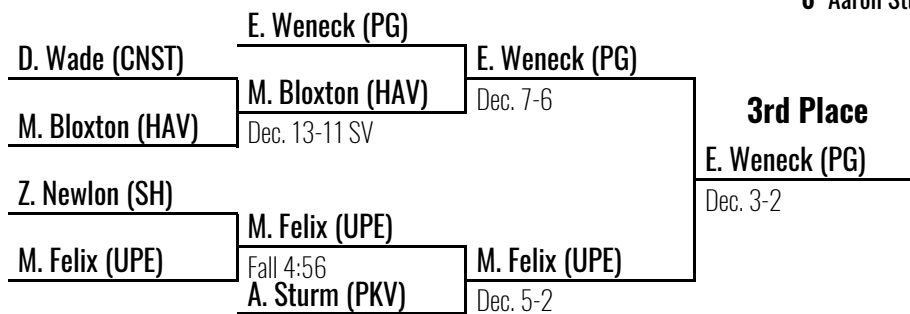 6 Aaron
E. Weneck (PG)
D. Wade (CNST)
E. Weneck (PG)
M. Bloxton (HAV)
Dec. 7-6
3rd Place
M. Bloxton (HAV)
Dec. 13-11 SV
E. Weneck (PG)
Z. Newlon (SH)
Dec. 3-2
M. Felix (UPE)
M. Felix (UPE)
Fall 4:56
M. Felix (UPE)
A. Sturm (PKV)
Dec. 5-2